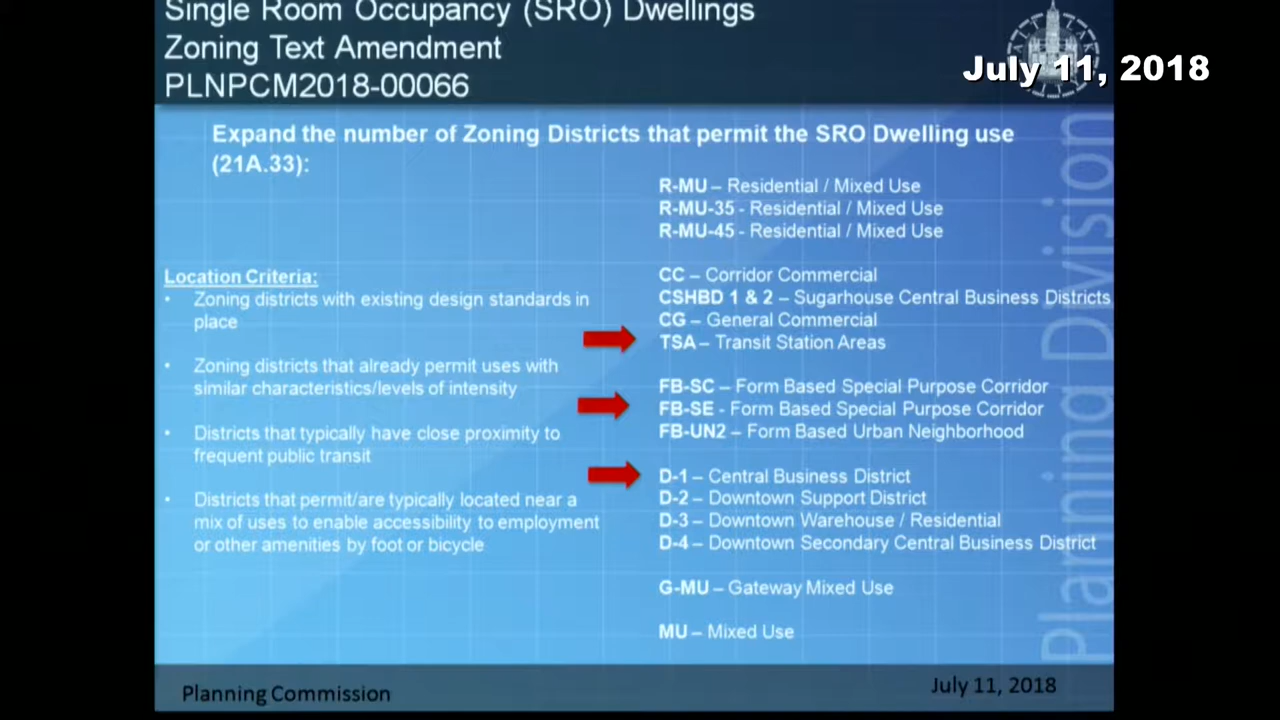 Single Room Occupancy (SRO) Dwellings
Zoning Text Amendment
PLNPCM2018-00066
July 11, 2018
Expand the number of Zoning Districts that permit the SRO Dwelling use
(21A.33):
Location Criteria:
• Zoning districts with existing design standards in
place
• Zoning districts that already permit uses with
similar characteristics/levels of intensity
• Districts that typically have close proximity to
frequent public transit
• Districts that permit/are typically located near a
mix of uses to enable accessibility to employment
or other amenities by foot or bicycle
R-MU – Residential / Mixed Use
R-MU-35 - Residential / Mixed Use
R-MU-45 - Residential / Mixed Use
CC – Corridor Commercial
CSHBD 1 & 2 – Sugarhouse Central Business Districts
CG – General Commercial
TSA – Transit Station Areas
FB-SC – Form Based Special Purpose Corridor
FB-SE - Form Based Special Purpose Corridor
FB-UN2 – Form Based Urban Neighborhood
D-1 – Central Business District
D-2 – Downtown Support District
D-3 – Downtown Warehouse / Residential
D-4 – Downtown Secondary Central Business District
G-MU – Gateway Mixed Use
MU – Mixed Use
Planning Division
Planning Commission
July 11, 2018